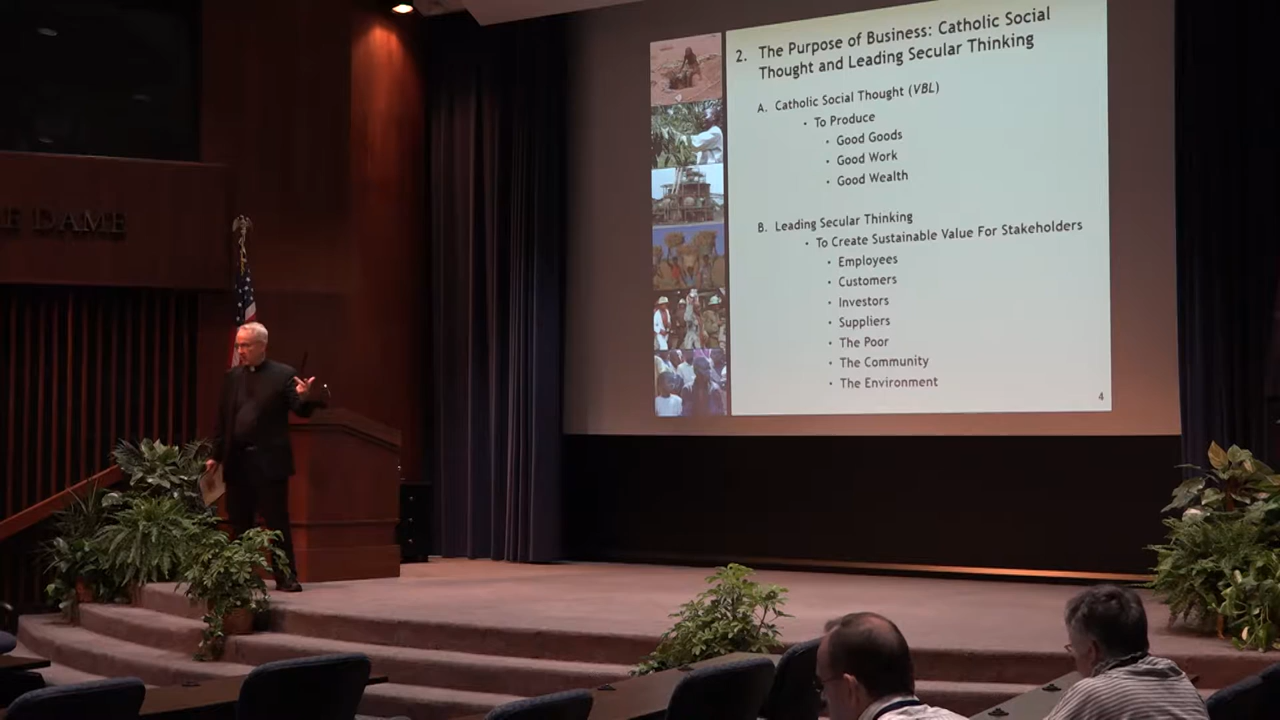 E DAME
2. The Purpose of Business: Catholic Social
Thought and Leading Secular Thinking
A. Catholic Social Thought (VBL)
• To Produce
• Good Goods
• Good Work
• Good Wealth
B. Leading Secular Thinking
• To Create Sustainable Value For Stakeholders
• Employees
• Customers
• Investors
• Suppliers
• The Poor
• The Community
• The Environment
4